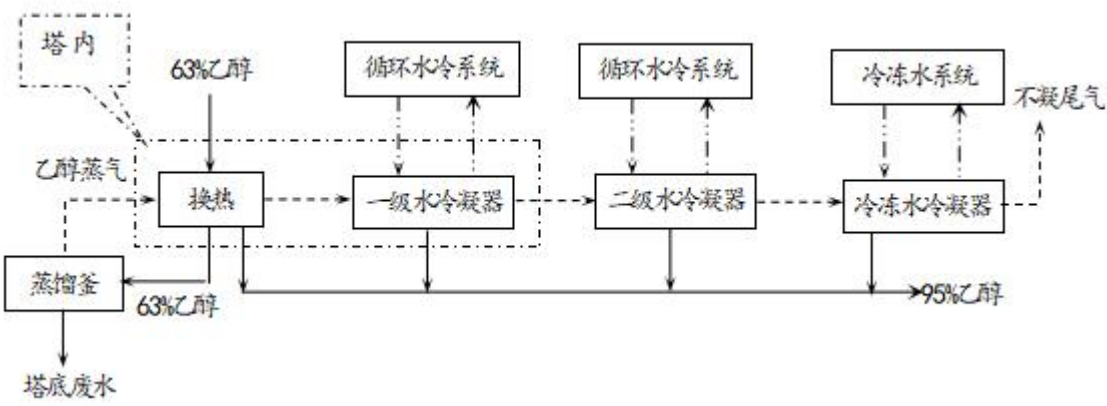 塔内
63%乙醇
循环水冷系统
循环水冷系统
冷冻水系统
不凝尾气
乙醇蒸气
换热
一级水冷凝器
二级水冷凝器
冷冻水冷凝器
蒸馏釜
63%乙醇
95%乙醇
塔底废水